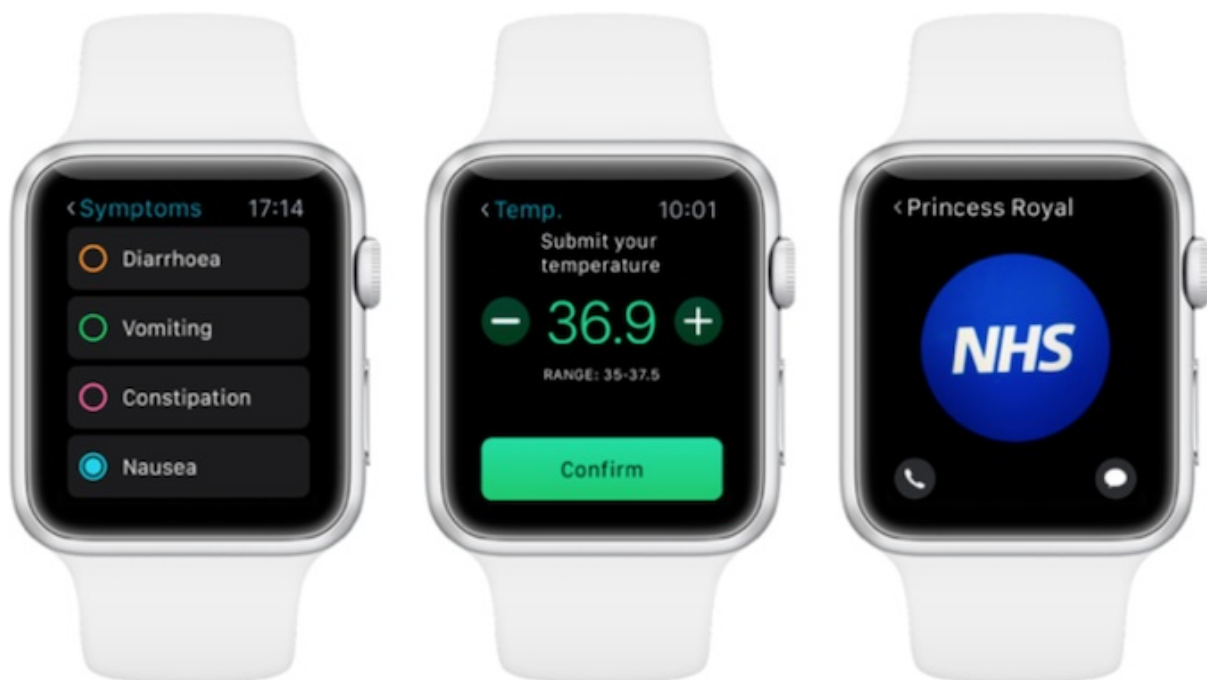 <Symptoms 17:14
Diarrhoea
Vomiting
Constipation
Nausea
<Temp. 10:01
Submit your
temperature
− 36.9 +
RANGE: 35-37.5
Confirm
<Princess Royal
NHS